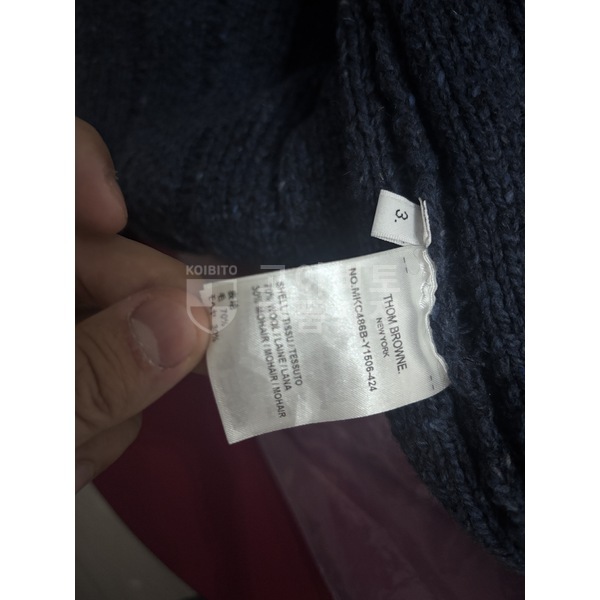 3.
THOM BROWNE.
NEW YORK
NO.MKC486B-Y1506-424
SHELL / TISSU / TESSUTO
70% WOOL / LAINE / LANA
30% MOHAIR / MOHAIR / MOHAIR
KOIBITO